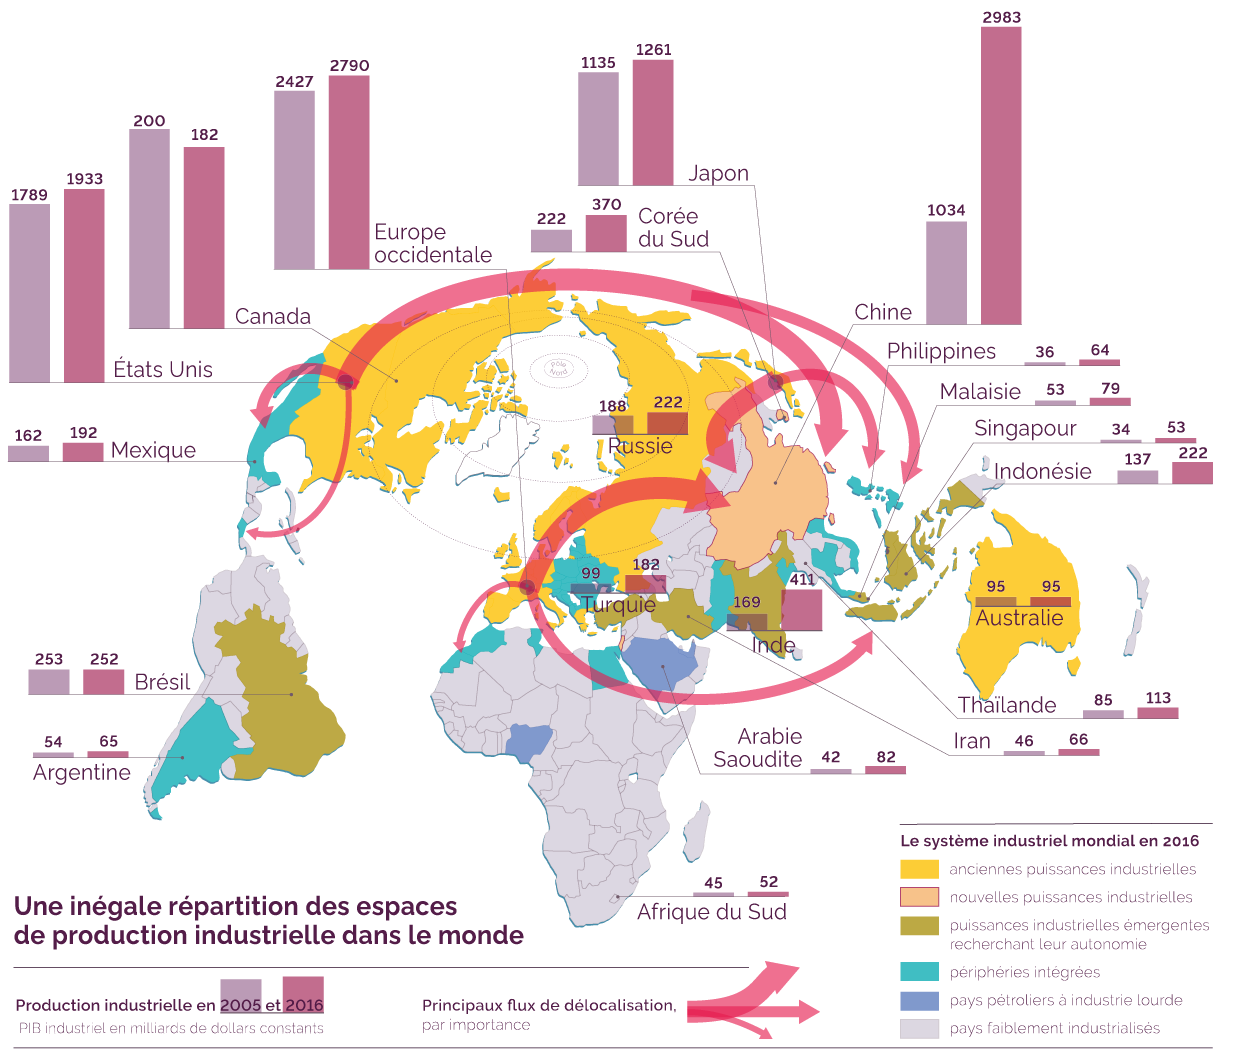 2983
2427 2790
1135 1261
200 182
1789 1933
Japon
222 370
Corée
du Sud
1034
Europe
occidentale
Canada
Chine
États Unis
Philippines 36 64
Pôle
Nord
Malaisie 53 79
188 222
Russie
Singapour 34 53
162 192
Mexique
Indonésie 137 222
99 182
Turquie
169 411
Inde
95 95
Australie
253 252
Brésil
Thaïlande 85 113
54 65
Argentine
Iran 46 66
Arabie
Saoudite 42 82
45 52
Afrique du Sud
Le système industriel mondial en 2016
anciennes puissances industrielles
nouvelles puissances industrielles
puissances industrielles émergentes
recherchant leur autonomie
périphéries intégrées
pays pétroliers à industrie lourde
pays faiblement industrialisés
Une inégale répartition des espaces
de production industrielle dans le monde
Production industrielle en 2005 et 2016
PIB industriel en milliards de dollars constants
Principaux flux de délocalisation,
par importance